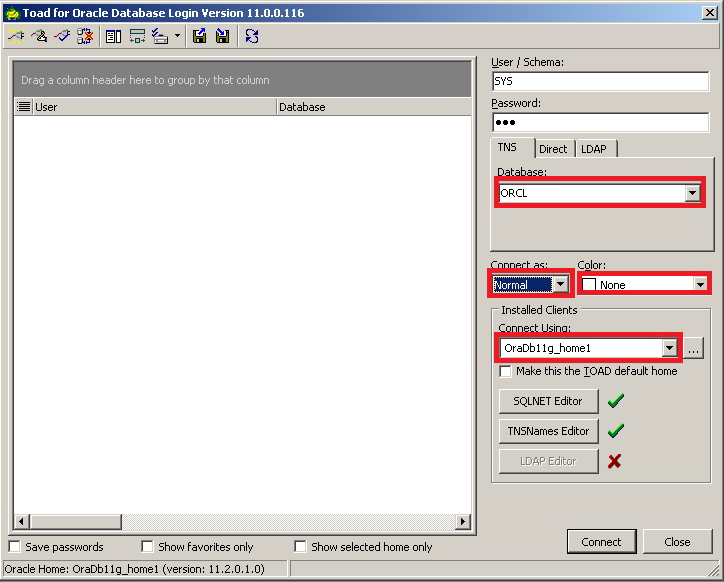 Toad for Oracle Database Login Version 11.0.0.116
Drag a column header here to group by that column
User Database
User / Schema:
SYS
Password:
●●●
TNS Direct LDAP
Database:
ORCL
Connect as: Color:
Normal None
Installed Clients
Connect Using:
OraDb11g_home1 ...
Make this the TOAD default home
SQLNET Editor
TNSNames Editor
LDAP Editor
Connect Close
Save passwords Show favorites only Show selected home only
Oracle Home: OraDb11g_home1 (version: 11.2.0.1.0)